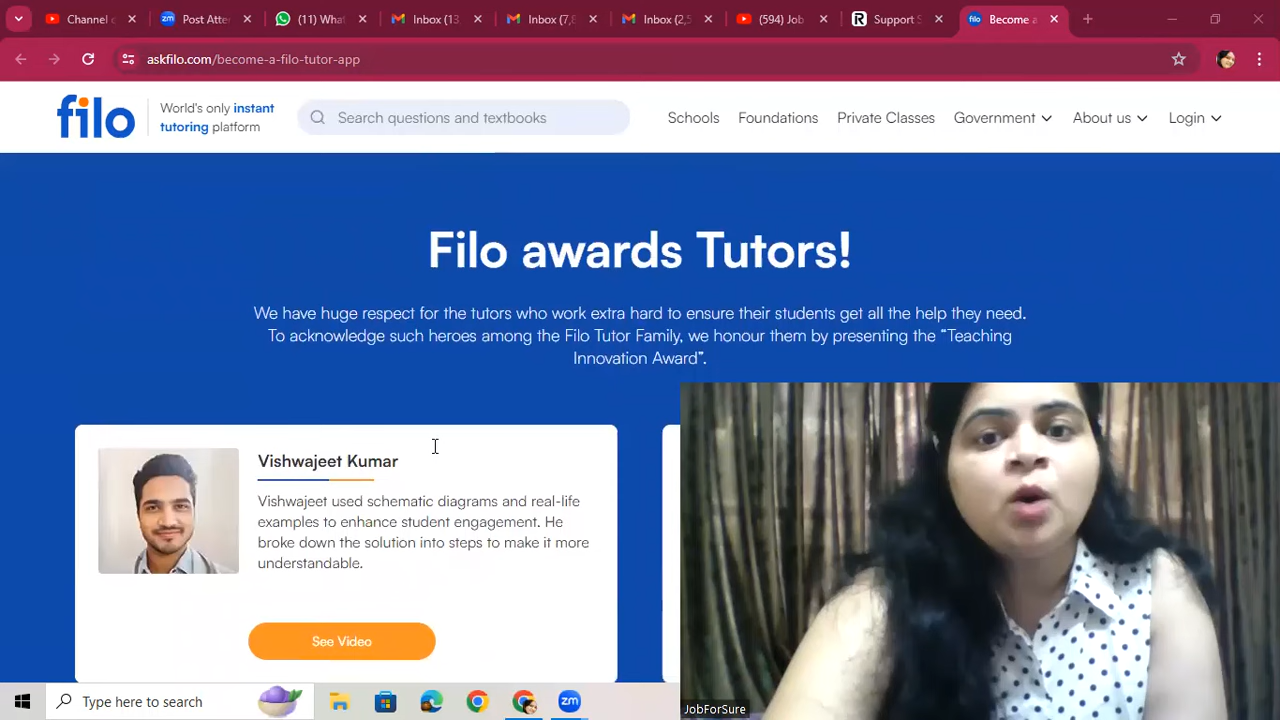 Channel c
Post Atte
(11) What
Inbox (13
Inbox (7,8
Inbox (2,5
(594) Job
Support S
Become a
askfilo.com/become-a-filo-tutor-app
filo
World's only instant
tutoring platform
Search questions and textbooks
Schools
Foundations
Private Classes
Government
About us
Login
Filo awards Tutors!
We have huge respect for the tutors who work extra hard to ensure their students get all the help they need.
To acknowledge such heroes among the Filo Tutor Family, we honour them by presenting the “Teaching
Innovation Award”.
Vishwajeet Kumar
Vishwajeet used schematic diagrams and real-life
examples to enhance student engagement. He
broke down the solution into steps to make it more
understandable.
See Video
Type here to search
JobForSure